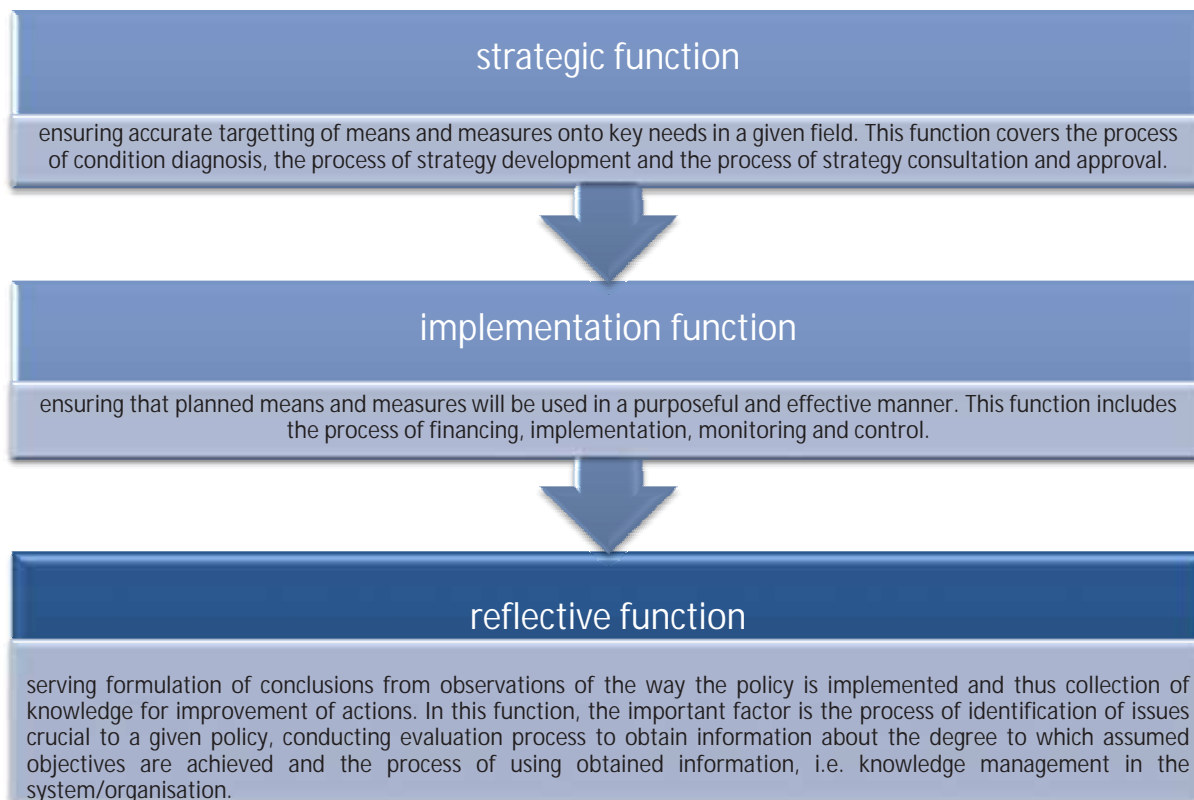 strategic function
ensuring accurate targetting of means and measures onto key needs in a given field. This function covers the process
of condition diagnosis, the process of strategy development and the process of strategy consultation and approval.
implementation function
ensuring that planned means and measures will be used in a purposeful and effective manner. This function includes
the process of financing, implementation, monitoring and control.
reflective function
serving formulation of conclusions from observations of the way the policy is implemented and thus collection of
knowledge for improvement of actions. In this function, the important factor is the process of identification of issues
crucial to a given policy, conducting evaluation process to obtain information about the degree to which assumed
objectives are achieved and the process of using obtained information, i.e. knowledge management in the
system/organisation.